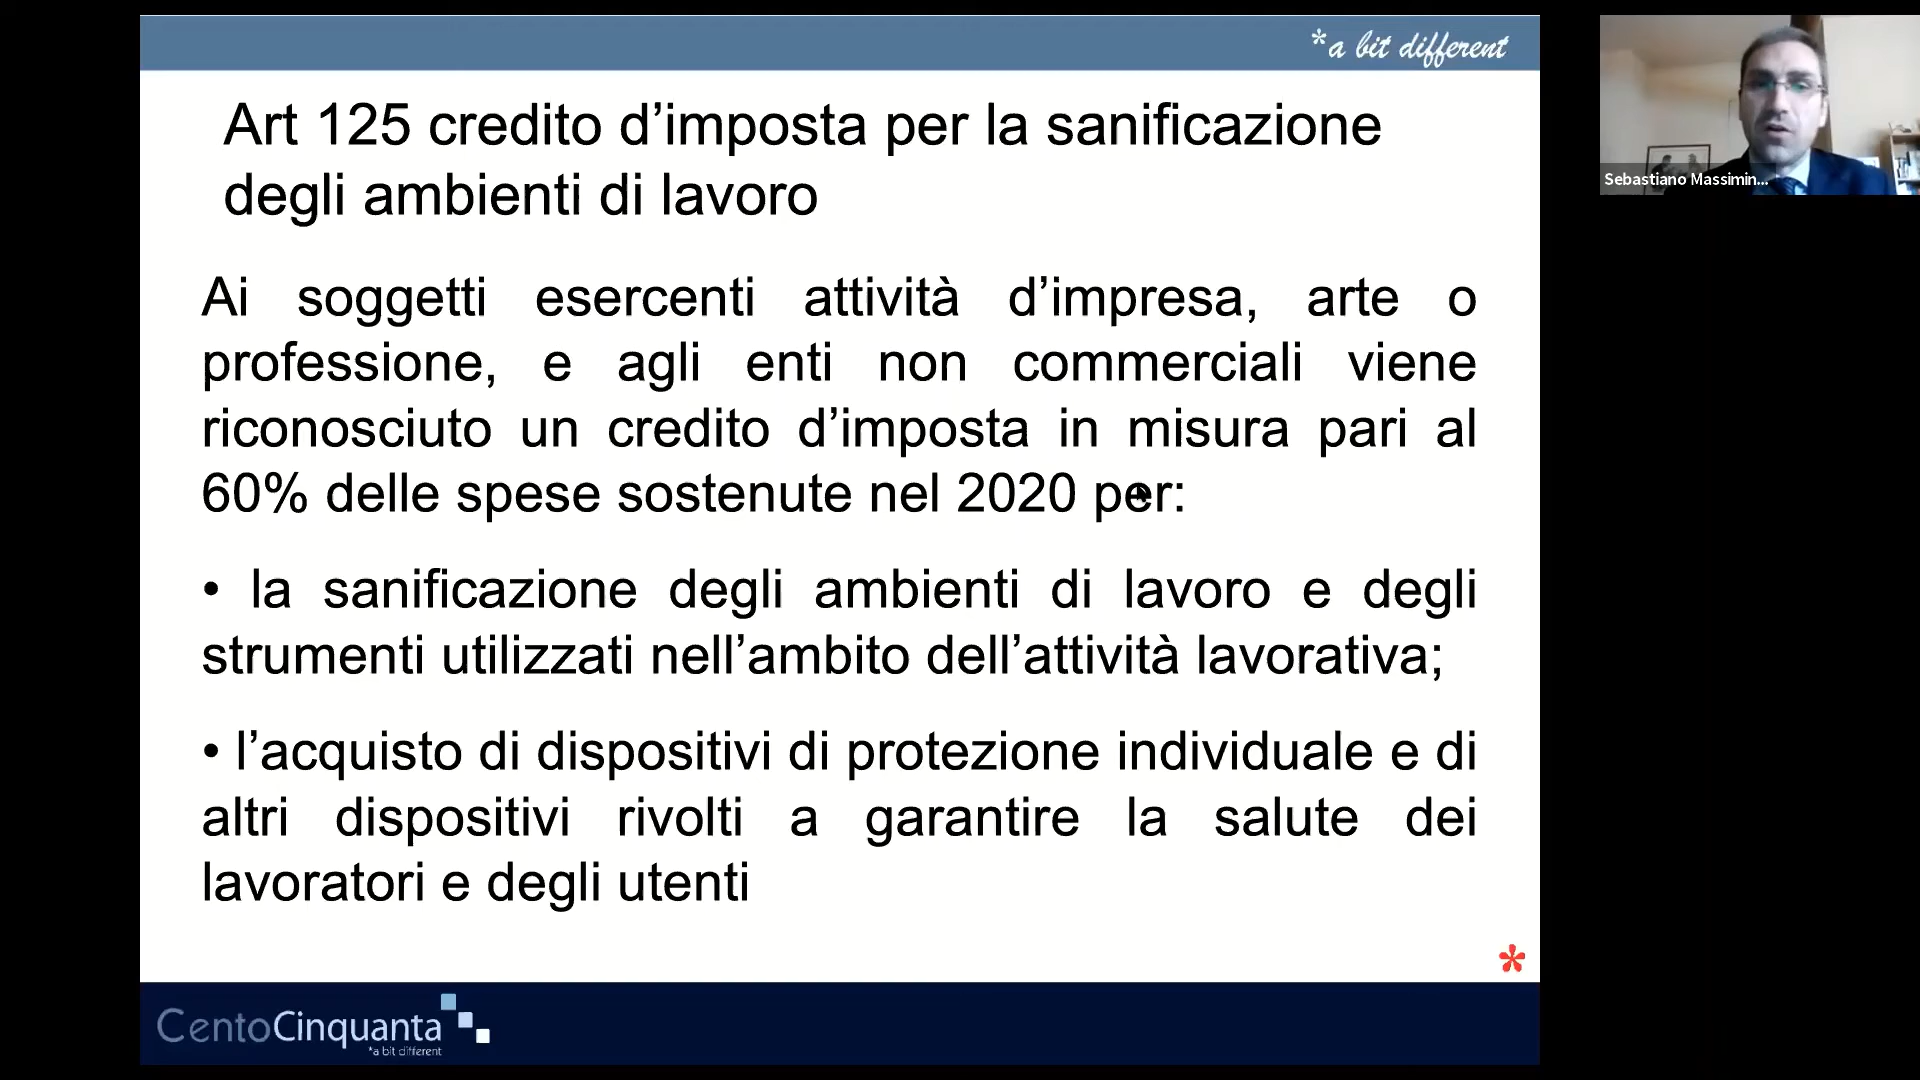 *a bit different
Art 125 credito d’imposta per la sanificazione
degli ambienti di lavoro
Ai soggetti esercenti attività d’impresa, arte o
professione, e agli enti non commerciali viene
riconosciuto un credito d’imposta in misura pari al
60% delle spese sostenute nel 2020 per:
• la sanificazione degli ambienti di lavoro e degli
strumenti utilizzati nell’ambito dell’attività lavorativa;
• l’acquisto di dispositivi di protezione individuale e di
altri dispositivi rivolti a garantire la salute dei
lavoratori e degli utenti
*
CentoCinquanta
*a bit different
Sebastiano Massimin...